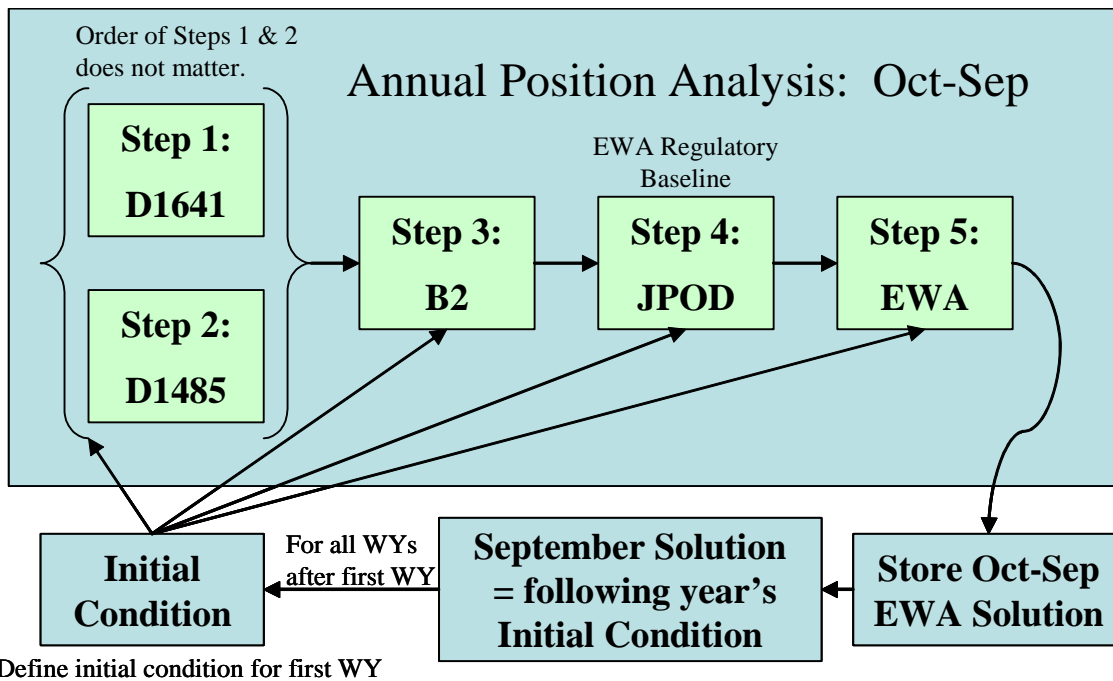 Order of Steps 1 & 2
does not matter.
Annual Position Analysis: Oct-Sep
Step 1:
D1641
Step 2:
D1485
Step 3:
B2
EWA Regulatory
Baseline
Step 4:
JPOD
Step 5:
EWA
Initial
Condition
For all WYs
after first WY
September Solution
= following year's
Initial Condition
Store Oct-Sep
EWA Solution
Define initial condition for first WY